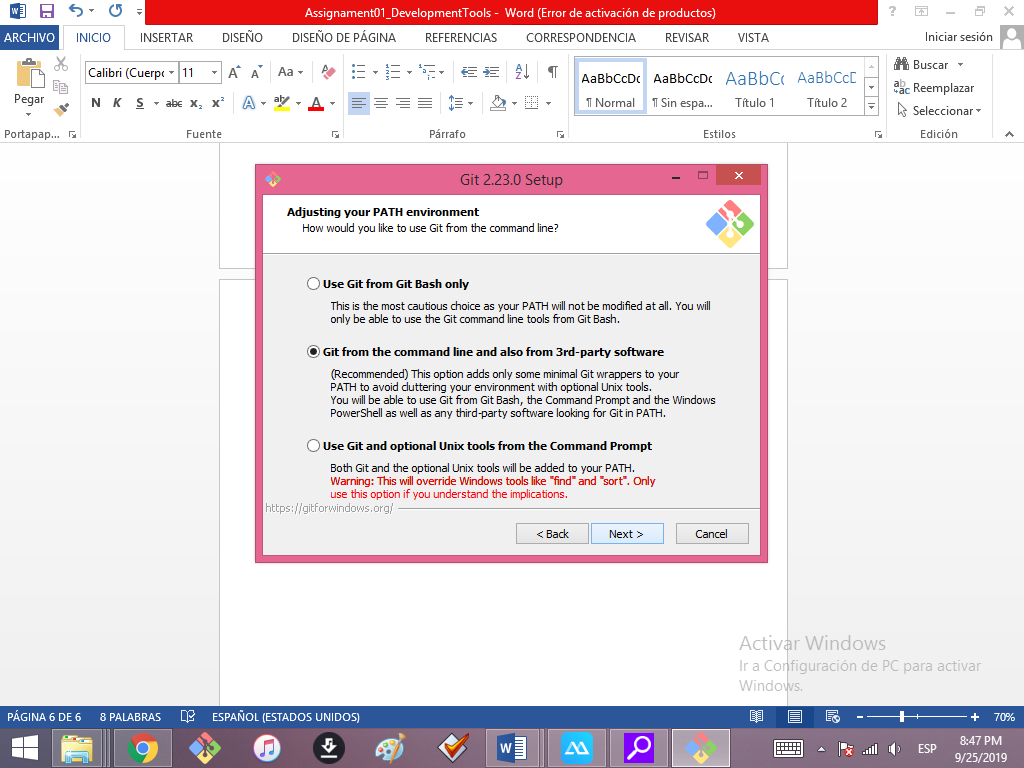 Assignament01_DevelopmentTools - Word (Error de activación de productos)
ARCHIVO INICIO INSERTAR DISEÑO DISEÑO DE PÁGINA REFERENCIAS CORRESPONDENCIA REVISAR VISTA Iniciar sesión
Pegar
Calibri (Cuerpo 11 Aa
N K S abc x₂ x² A ab A
AaBbCcDc AaBbCcDc AaBbCc AaBbCcE
¶ Normal ¶ Sin espa... Título 1 Título 2
Buscar
Reemplazar
Seleccionar
Portapap... Fuente Párrafo Estilos Edición
Git 2.23.0 Setup
Adjusting your PATH environment
How would you like to use Git from the command line?
Use Git from Git Bash only
This is the most cautious choice as your PATH will not be modified at all. You will
only be able to use the Git command line tools from Git Bash.
Git from the command line and also from 3rd-party software
(Recommended) This option adds only some minimal Git wrappers to your
PATH to avoid cluttering your environment with optional Unix tools.
You will be able to use Git from Git Bash, the Command Prompt and the Windows
PowerShell as well as any third-party software looking for Git in PATH.
Use Git and optional Unix tools from the Command Prompt
Both Git and the optional Unix tools will be added to your PATH.
Warning: This will override Windows tools like "find" and "sort". Only
use this option if you understand the implications.
https://gitforwindows.org/
< Back Next > Cancel
Activar Windows
Ir a Configuración de PC para activar
Windows.
PÁGINA 6 DE 6 8 PALABRAS ESPAÑOL (ESTADOS UNIDOS) 70%
ESP
8:47 PM
9/25/2019